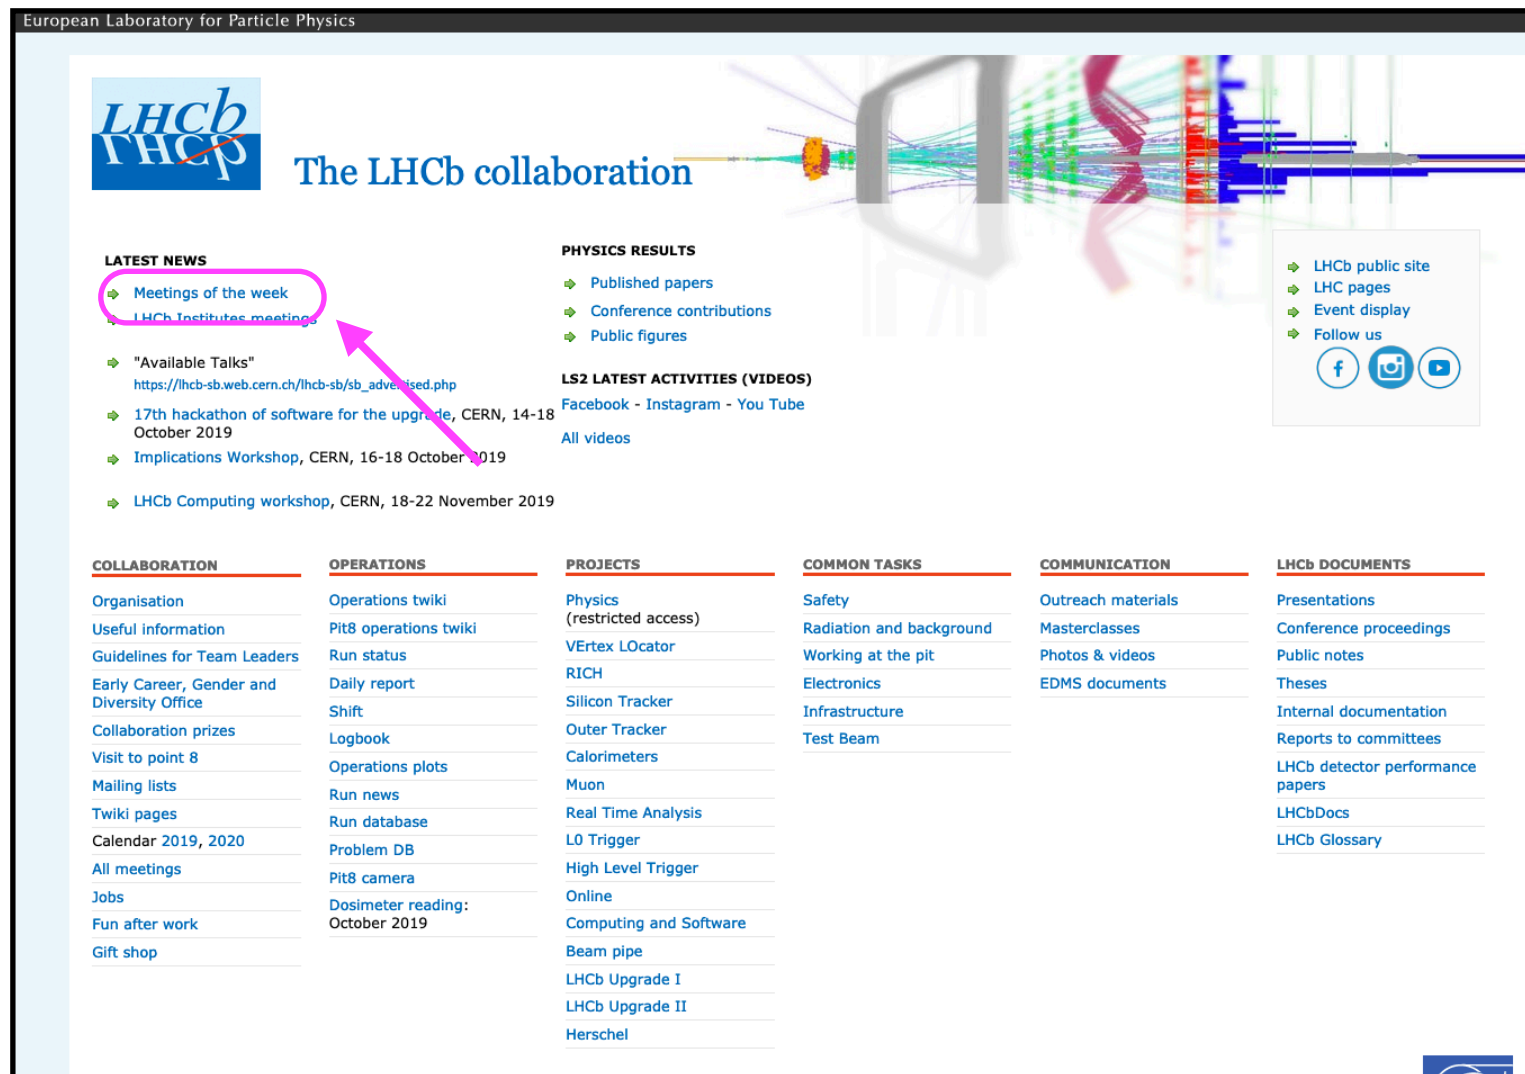 European Laboratory for Particle Physics
LHCb
LHCb
The LHCb collaboration
LATEST NEWS
Meetings of the week
LHCb Institutes meetings
"Available Talks"
https://lhcb-sb.web.cern.ch/lhcb-sb/sb_advertised.php
17th hackathon of software for the upgrade, CERN, 14-18
October 2019
Implications Workshop, CERN, 16-18 October 2019
LHCb Computing workshop, CERN, 18-22 November 2019
PHYSICS RESULTS
Published papers
Conference contributions
Public figures
LS2 LATEST ACTIVITIES (VIDEOS)
Facebook - Instagram - You Tube
All videos
LHCb public site
LHC pages
Event display
Follow us
COLLABORATION
Organisation
Useful information
Guidelines for Team Leaders
Early Career, Gender and
Diversity Office
Collaboration prizes
Visit to point 8
Mailing lists
Twiki pages
Calendar 2019, 2020
All meetings
Jobs
Fun after work
Gift shop
OPERATIONS
Operations twiki
Pit8 operations twiki
Run status
Daily report
Shift
Logbook
Operations plots
Run news
Run database
Problem DB
Pit8 camera
Dosimeter reading:
October 2019
PROJECTS
Physics
(restricted access)
VErtex LOcator
RICH
Silicon Tracker
Outer Tracker
Calorimeters
Muon
Real Time Analysis
L0 Trigger
High Level Trigger
Online
Computing and Software
Beam pipe
LHCb Upgrade I
LHCb Upgrade II
Herschel
COMMON TASKS
Safety
Radiation and background
Working at the pit
Electronics
Infrastructure
Test Beam
COMMUNICATION
Outreach materials
Masterclasses
Photos & videos
EDMS documents
LHCb DOCUMENTS
Presentations
Conference proceedings
Public notes
Theses
Internal documentation
Reports to committees
LHCb detector performance
papers
LHCbDocs
LHCb Glossary